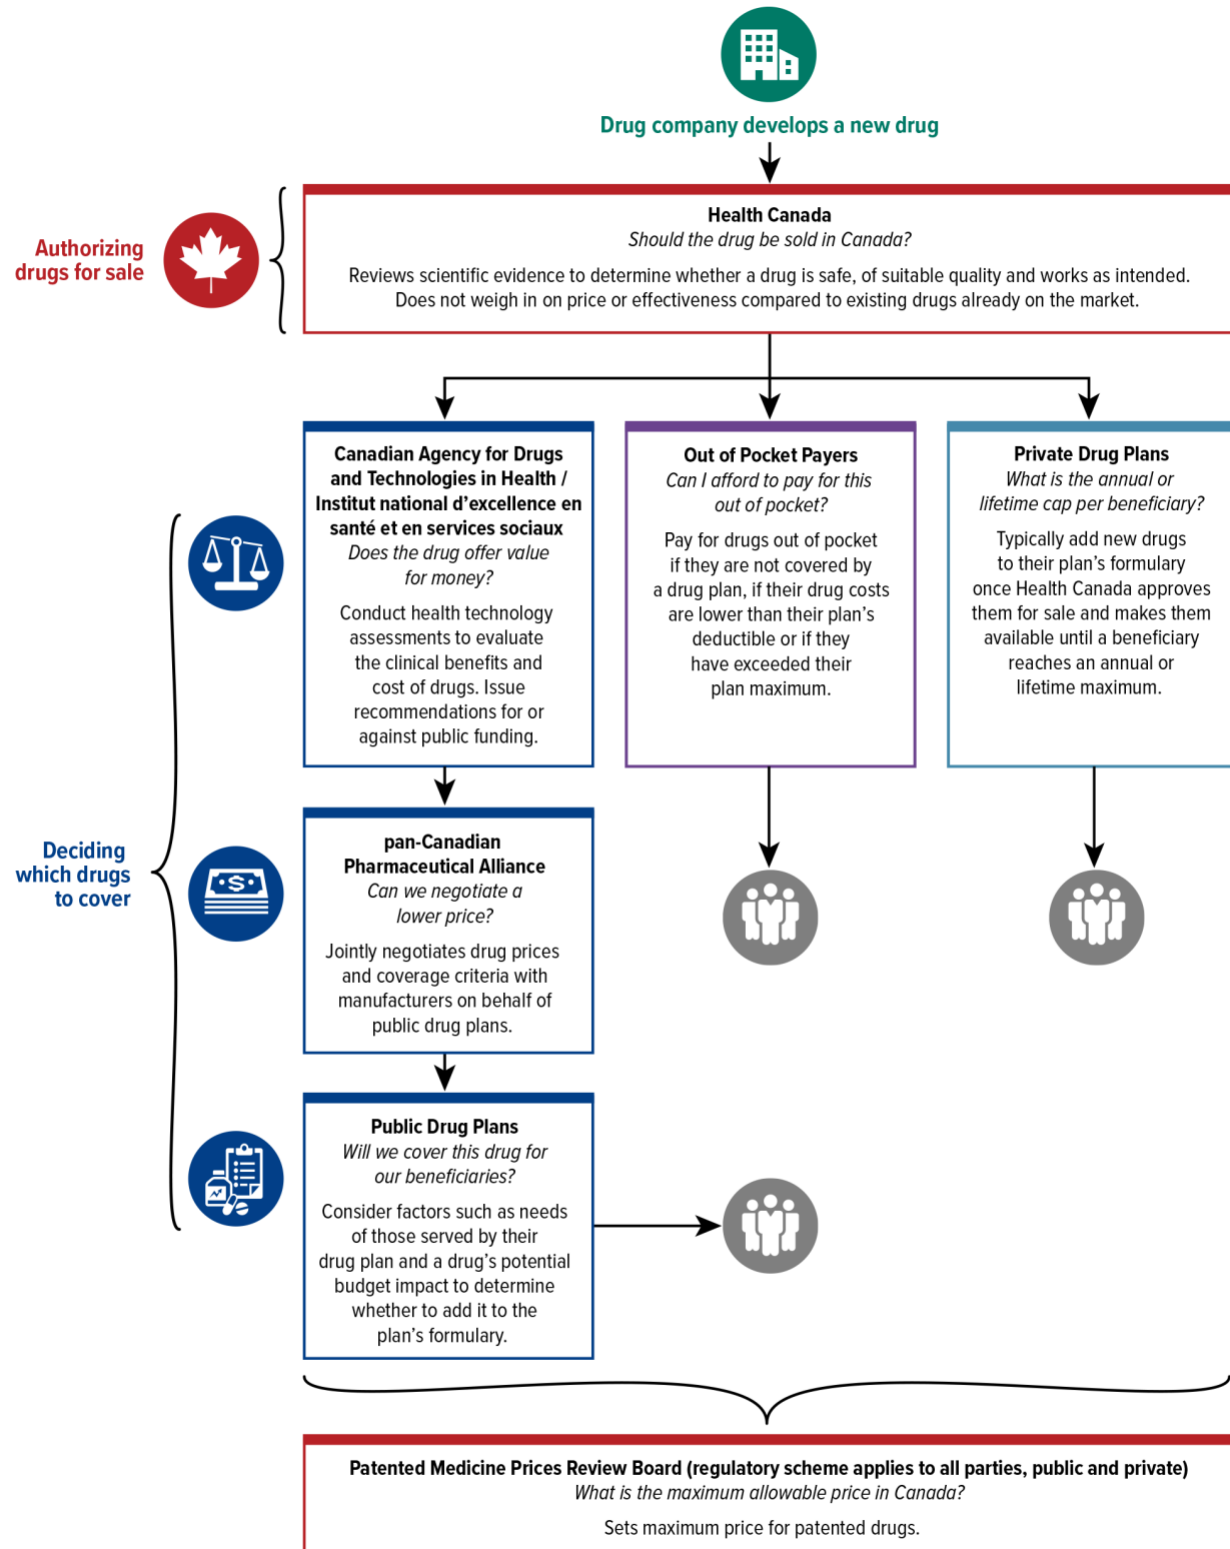 Drug company develops a new drug
Authorizing
drugs for sale
Health Canada
Should the drug be sold in Canada?
Reviews scientific evidence to determine whether a drug is safe, of suitable quality and works as intended.
Does not weigh in on price or effectiveness compared to existing drugs already on the market.
Deciding
which drugs
to cover
Canadian Agency for Drugs
and Technologies in Health /
Institut national d’excellence en
santé et en services sociaux
Does the drug offer value
for money?
Conduct health technology
assessments to evaluate
the clinical benefits and
cost of drugs. Issue
recommendations for or
against public funding.
Out of Pocket Payers
Can I afford to pay for this
out of pocket?
Pay for drugs out of pocket
if they are not covered by
a drug plan, if their drug costs
are lower than their plan’s
deductible or if they
have exceeded their
plan maximum.
Private Drug Plans
What is the annual or
lifetime cap per beneficiary?
Typically add new drugs
to their plan’s formulary
once Health Canada approves
them for sale and makes them
available until a beneficiary
reaches an annual or
lifetime maximum.
pan-Canadian
Pharmaceutical Alliance
Can we negotiate a
lower price?
Jointly negotiates drug prices
and coverage criteria with
manufacturers on behalf of
public drug plans.
$
Public Drug Plans
Will we cover this drug for
our beneficiaries?
Consider factors such as needs
of those served by their
drug plan and a drug’s potential
budget impact to determine
whether to add it to the
plan’s formulary.
Patented Medicine Prices Review Board (regulatory scheme applies to all parties, public and private)
What is the maximum allowable price in Canada?
Sets maximum price for patented drugs.